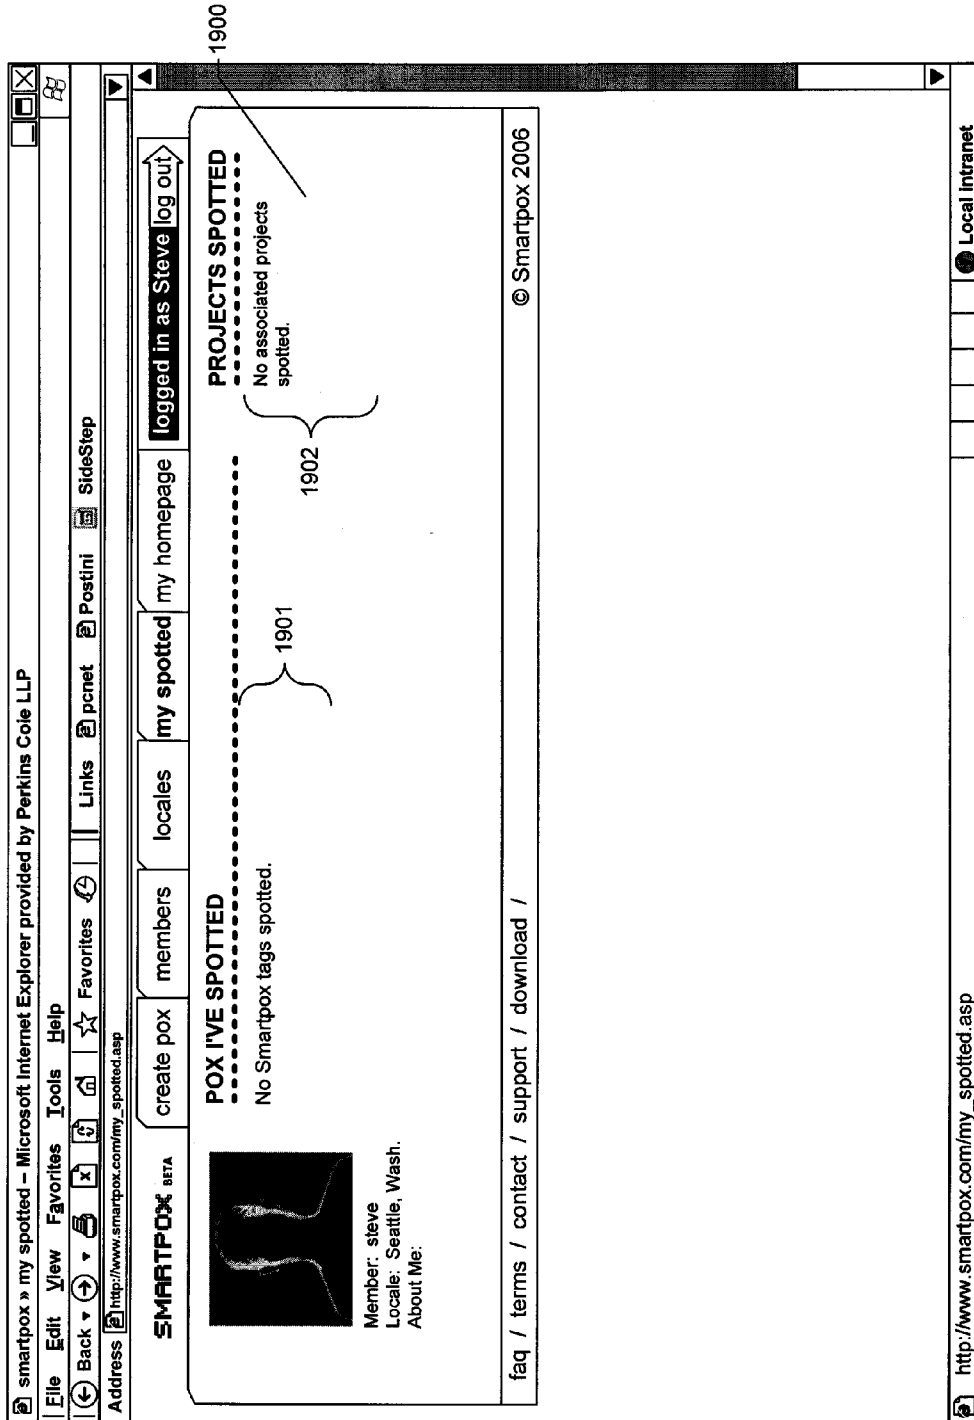 smartpox » my spotted – Microsoft Internet Explorer provided by Perkins Coie LLP
File Edit View Favorites Tools Help
Back Favorites Links pcnet Postini SideStep
Address http://www.smartpox.com/my_spotted.asp
SMARTPOX BETA
create pox members locales my spotted my homepage logged in as Steve log out
POX I'VE SPOTTED
No Smartpox tags spotted.
1901
PROJECTS SPOTTED
No associated projects
spotted.
1902
1900
Member: steve
Locale: Seattle, Wash.
About Me:
faq / terms / contact / support / download /
© Smartpox 2006
http://www.smartpox.com/my_spotted.asp
Local intranet